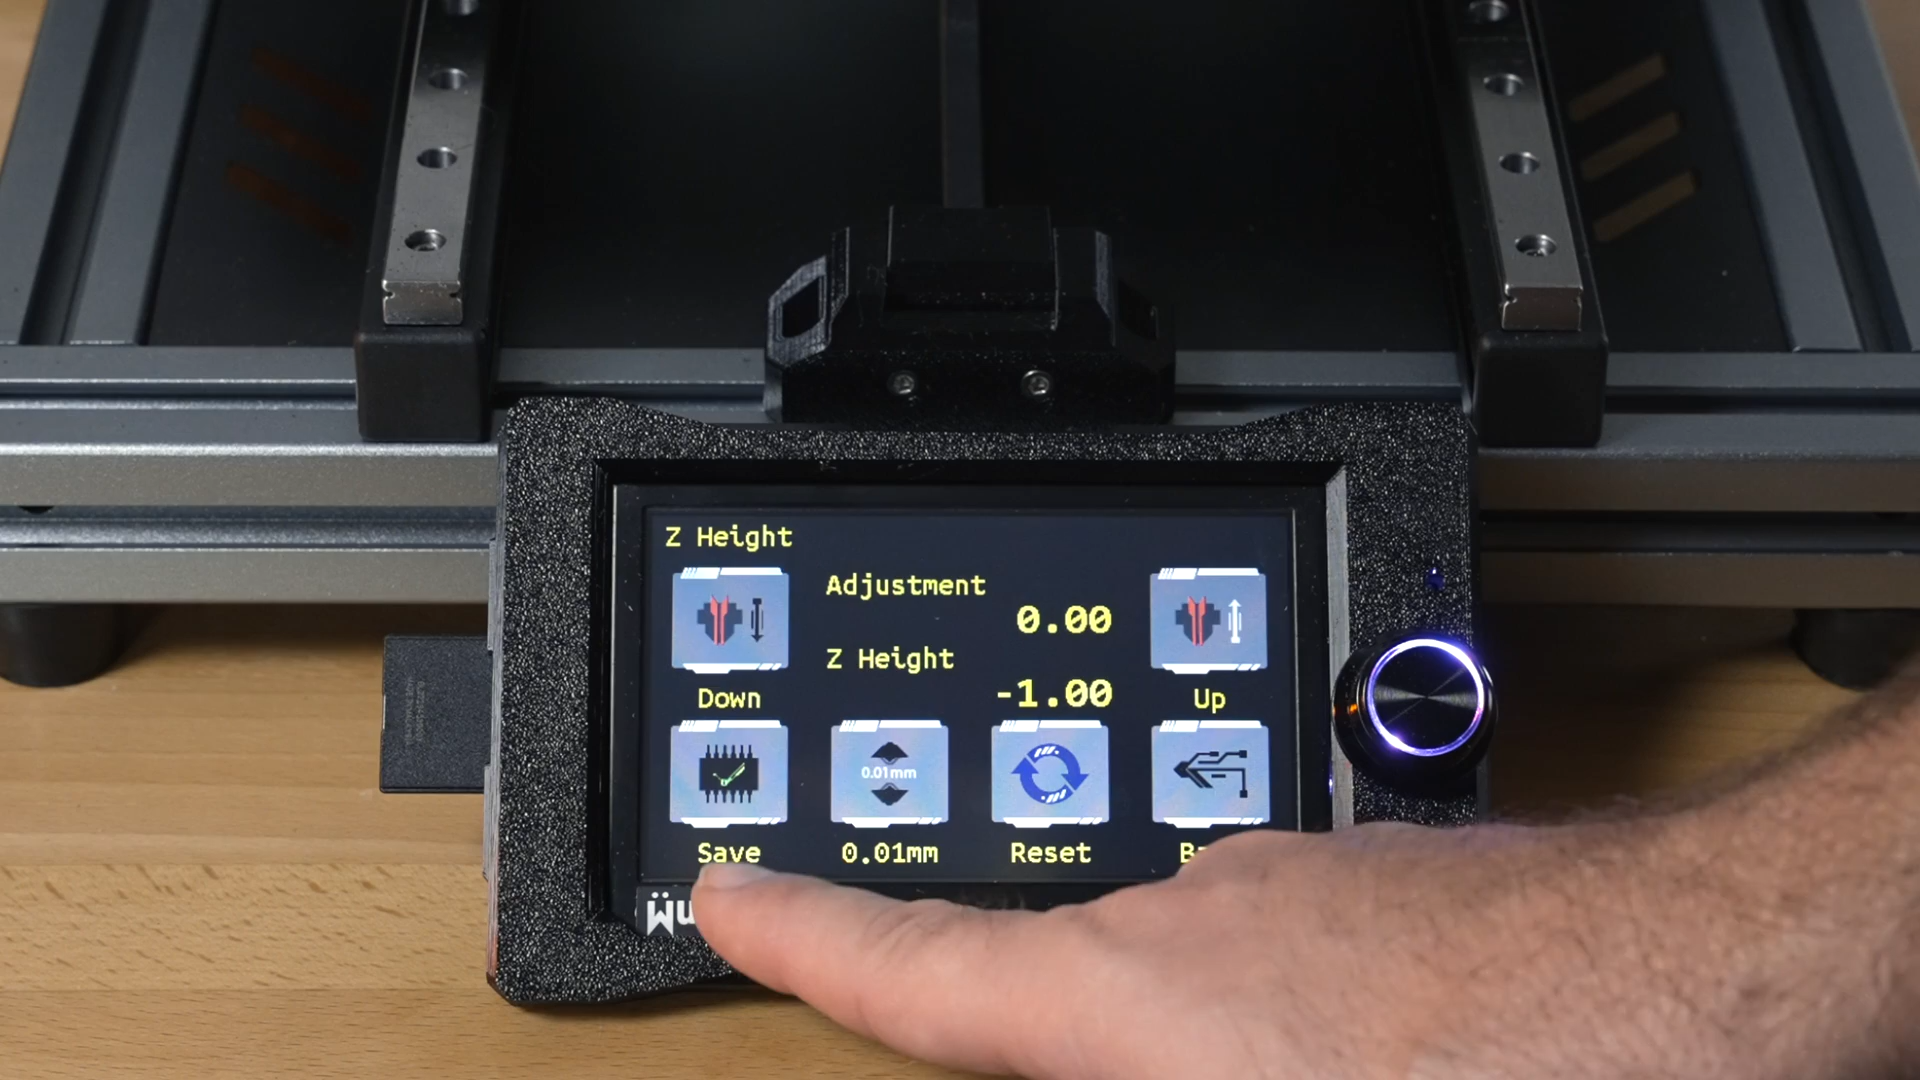 Z Height
Adjustment
0.00
Z Height
-1.00
Down
Up
0.01mm
Save
0.01mm
Reset